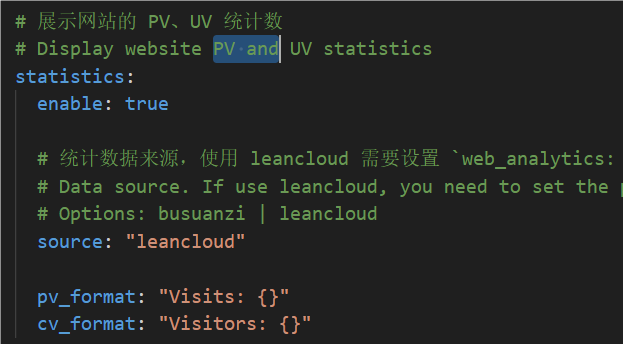 # 展示网站的 PV、UV 统计数
# Display website PV and UV statistics
statistics:
enable: true
# 统计数据来源，使用 leancloud 需要设置 `web_analytics:
# Data source. If use leancloud, you need to set the
# Options: busuanzi | leancloud
source: "leancloud"
pv_format: "Visits: {}"
cv_format: "Visitors: {}"